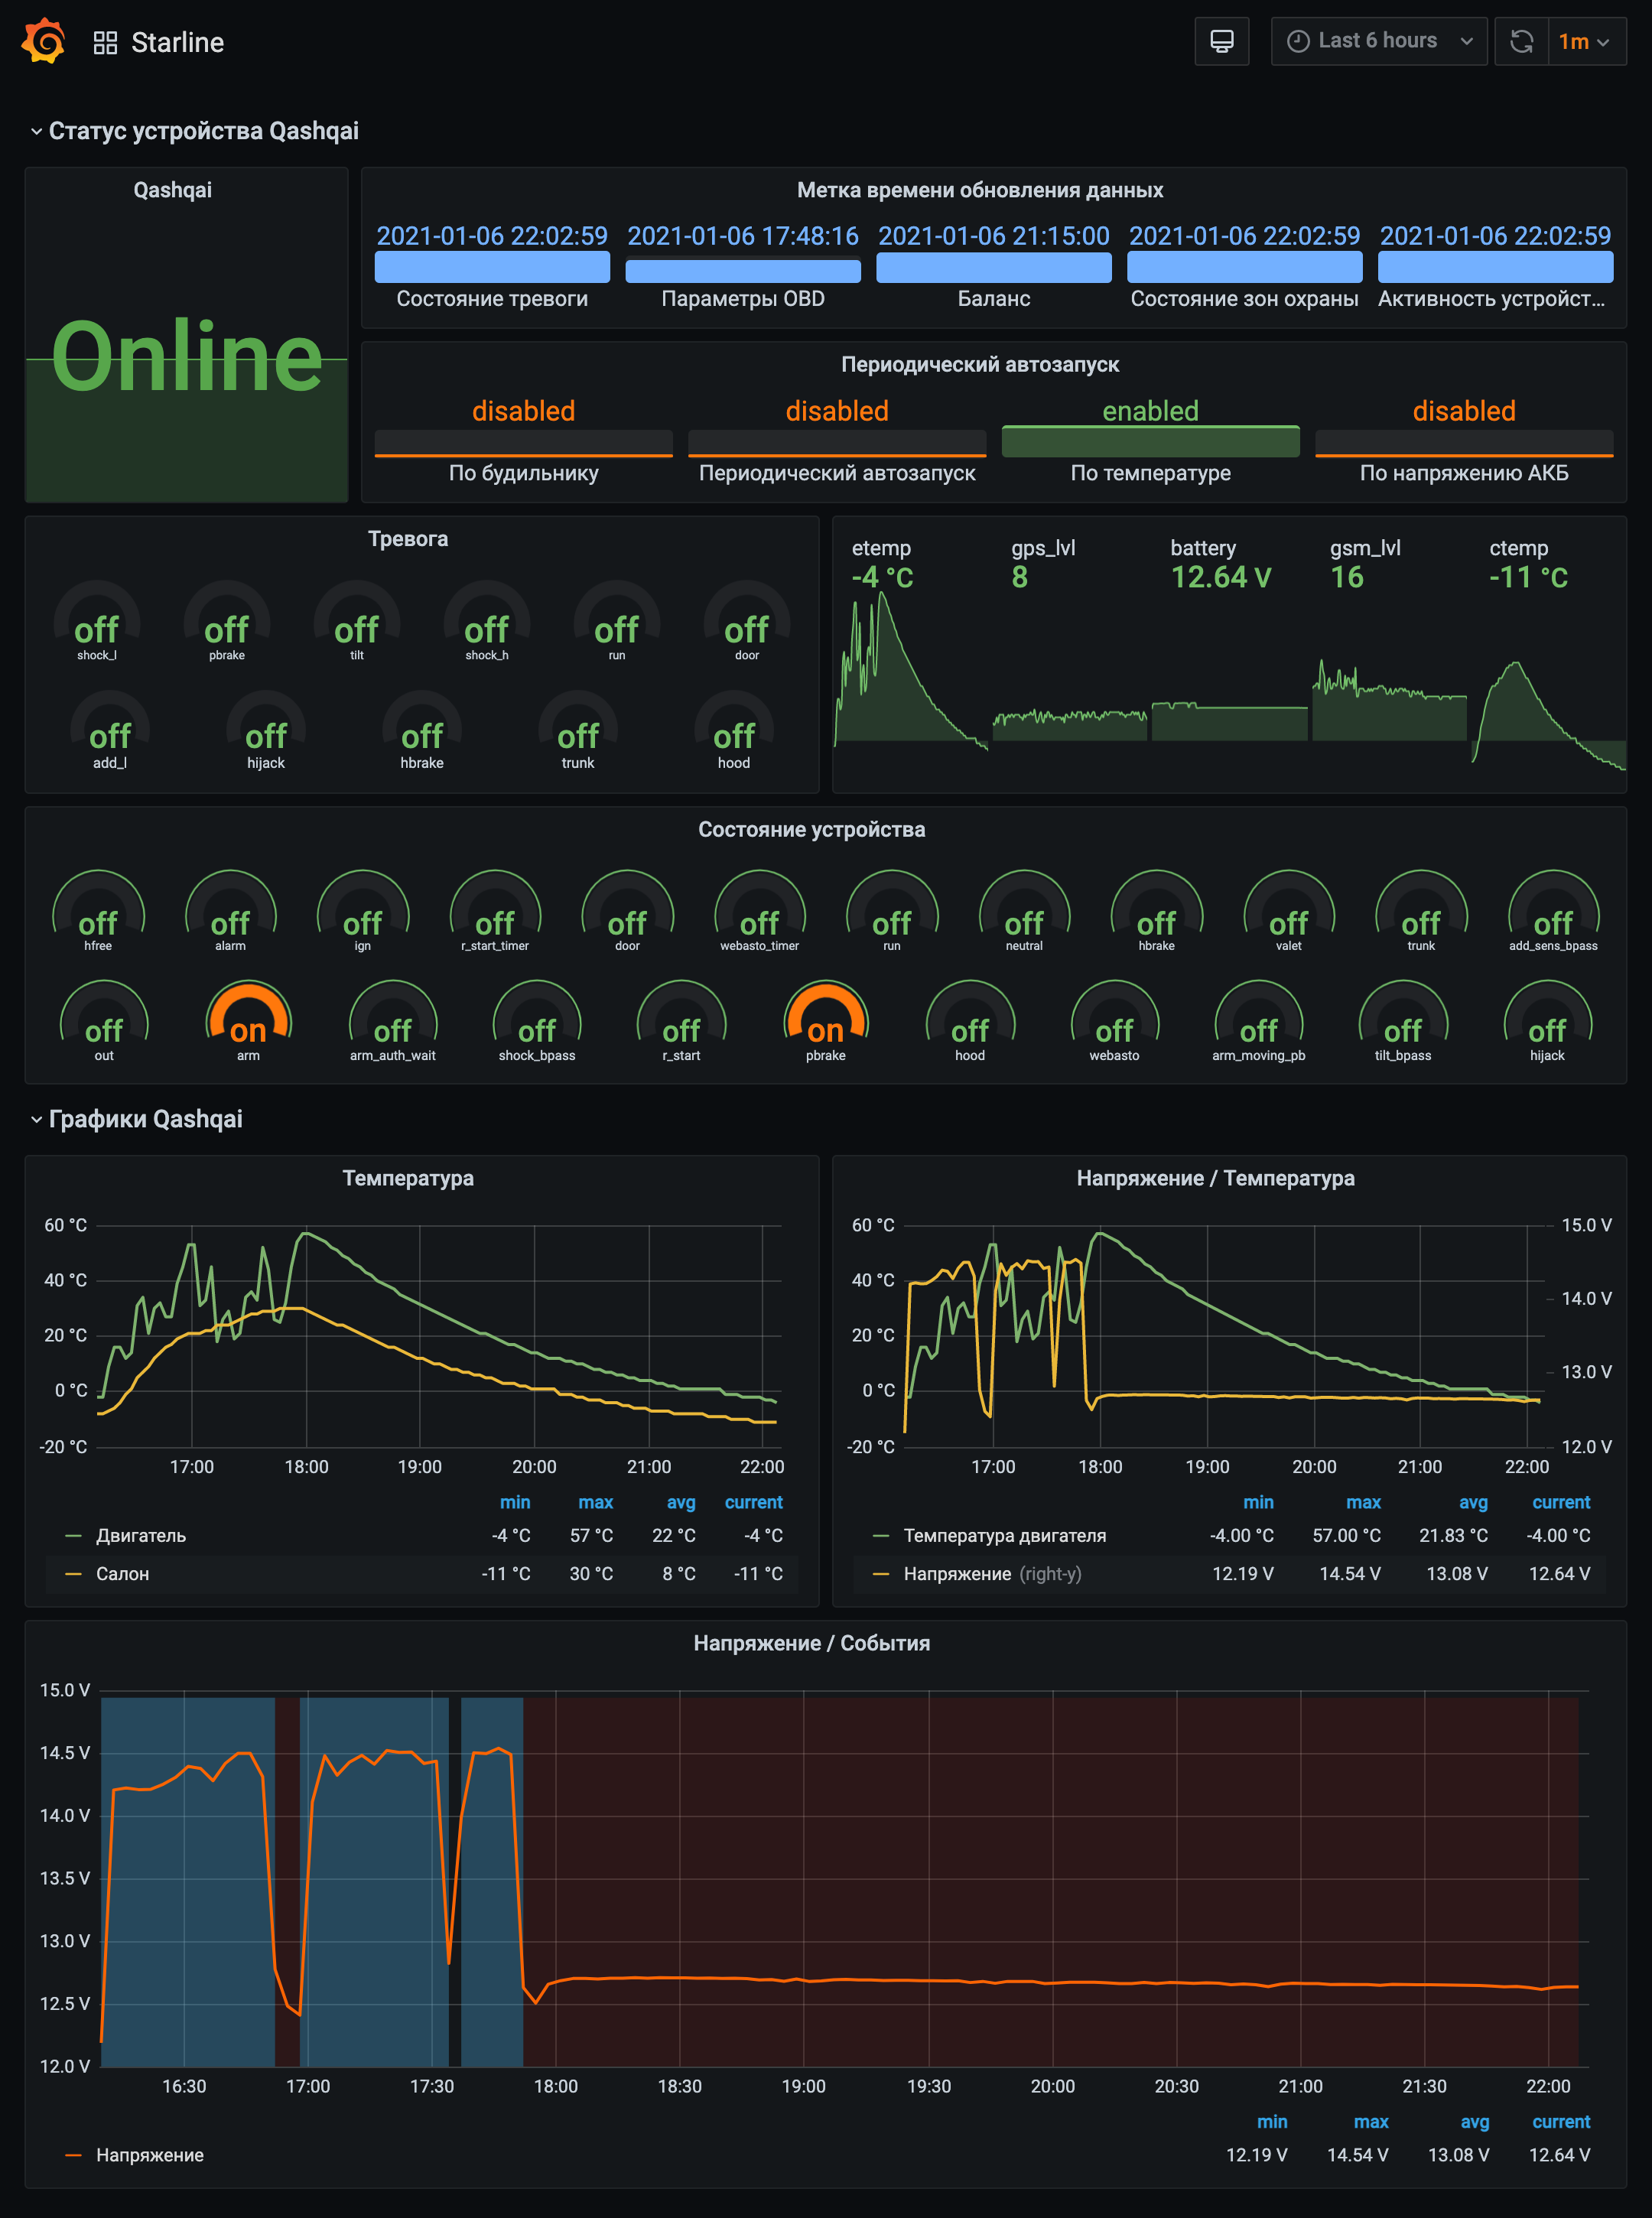 Starline
Last 6 hours
1m
Статус устройства Qashqai
Qashqai
Online
Метка времени обновления данных
2021-01-06 22:02:59 2021-01-06 17:48:16 2021-01-06 21:15:00 2021-01-06 22:02:59 2021-01-06 22:02:59
Состояние тревоги Параметры OBD Баланс Состояние зон охраны Активность устройст...
Периодический автозапуск
disabled disabled enabled disabled
По будильнику Периодический автозапуск По температуре По напряжению АКБ
Тревога
off off off off off off
shock_l pbrake tilt shock_h run door
off off off off off
add_l hijack hbrake trunk hood
etemp gps_lvl battery gsm_lvl ctemp
-4 °C 8 12.64 V 16 -11 °C
Состояние устройства
off off off off off off off off off off off off
hfree alarm ign r_start_timer door webasto_timer run neutral hbrake valet trunk add_sens_bpass
off on off off off on off off off off off
out arm arm_auth_wait shock_bpass r_start pbrake hood webasto arm_moving_pb tilt_bpass hijack
Графики Qashqai
Температура
60 °C
40 °C
20 °C
0 °C
-20 °C
17:00 18:00 19:00 20:00 21:00 22:00
min max avg current
Двигатель -4 °C 57 °C 22 °C -4 °C
Салон -11 °C 30 °C 8 °C -11 °C
Напряжение / Температура
60 °C 15.0 V
40 °C 14.0 V
20 °C
0 °C 13.0 V
-20 °C 12.0 V
17:00 18:00 19:00 20:00 21:00 22:00
min max avg current
Температура двигателя -4.00 °C 57.00 °C 21.83 °C -4.00 °C
Напряжение (right-y) 12.19 V 14.54 V 13.08 V 12.64 V
Напряжение / События
15.0 V
14.5 V
14.0 V
13.5 V
13.0 V
12.5 V
12.0 V
16:30 17:00 17:30 18:00 18:30 19:00 19:30 20:00 20:30 21:00 21:30 22:00
min max avg current
Напряжение 12.19 V 14.54 V 13.08 V 12.64 V